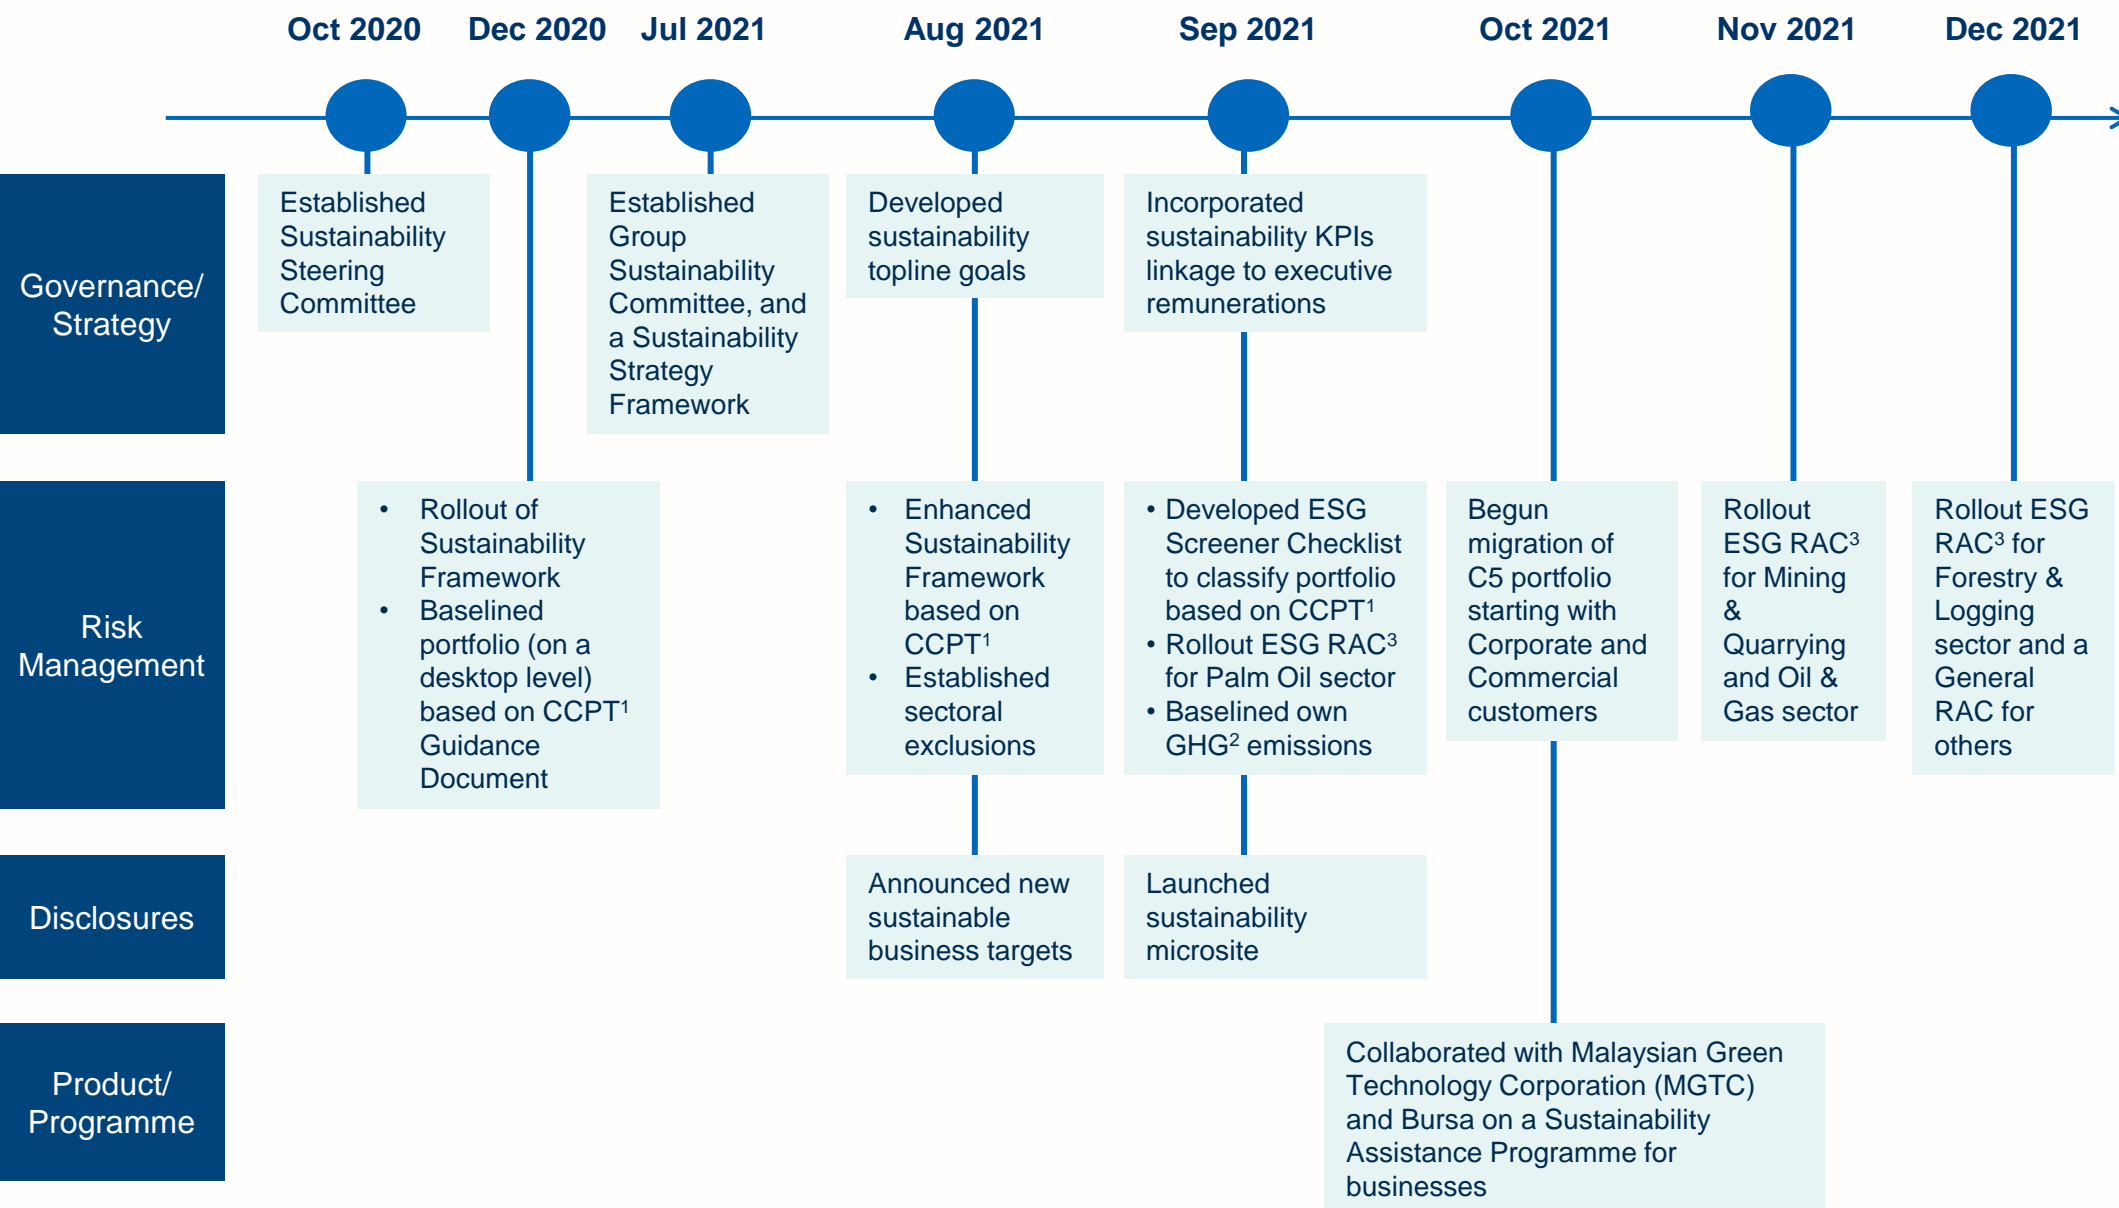 Oct 2020
Dec 2020
Jul 2021
Aug 2021
Sep 2021
Oct 2021
Nov 2021
Dec 2021
Governance/
Strategy
Established
Sustainability
Steering
Committee
Established
Group
Sustainability
Committee, and
a Sustainability
Strategy
Framework
Developed
sustainability
topline goals
Incorporated
sustainability KPIs
linkage to executive
remunerations
Risk
Management
• Rollout of
Sustainability
Framework
• Baselined
portfolio (on a
desktop level)
based on CCPT¹
Guidance
Document
• Enhanced
Sustainability
Framework
based on
CCPT¹
• Established
sectoral
exclusions
• Developed ESG
Screener Checklist
to classify portfolio
based on CCPT¹
• Rollout ESG RAC³
for Palm Oil sector
• Baselined own
GHG² emissions
Begun
migration of
C5 portfolio
starting with
Corporate and
Commercial
customers
Rollout
ESG RAC³
for Mining
&
Quarrying
and Oil &
Gas sector
Rollout ESG
RAC³ for
Forestry &
Logging
sector and a
General
RAC for
others
Disclosures
Announced new
sustainable
business targets
Launched
sustainability
microsite
Product/
Programme
Collaborated with Malaysian Green
Technology Corporation (MGTC)
and Bursa on a Sustainability
Assistance Programme for
businesses